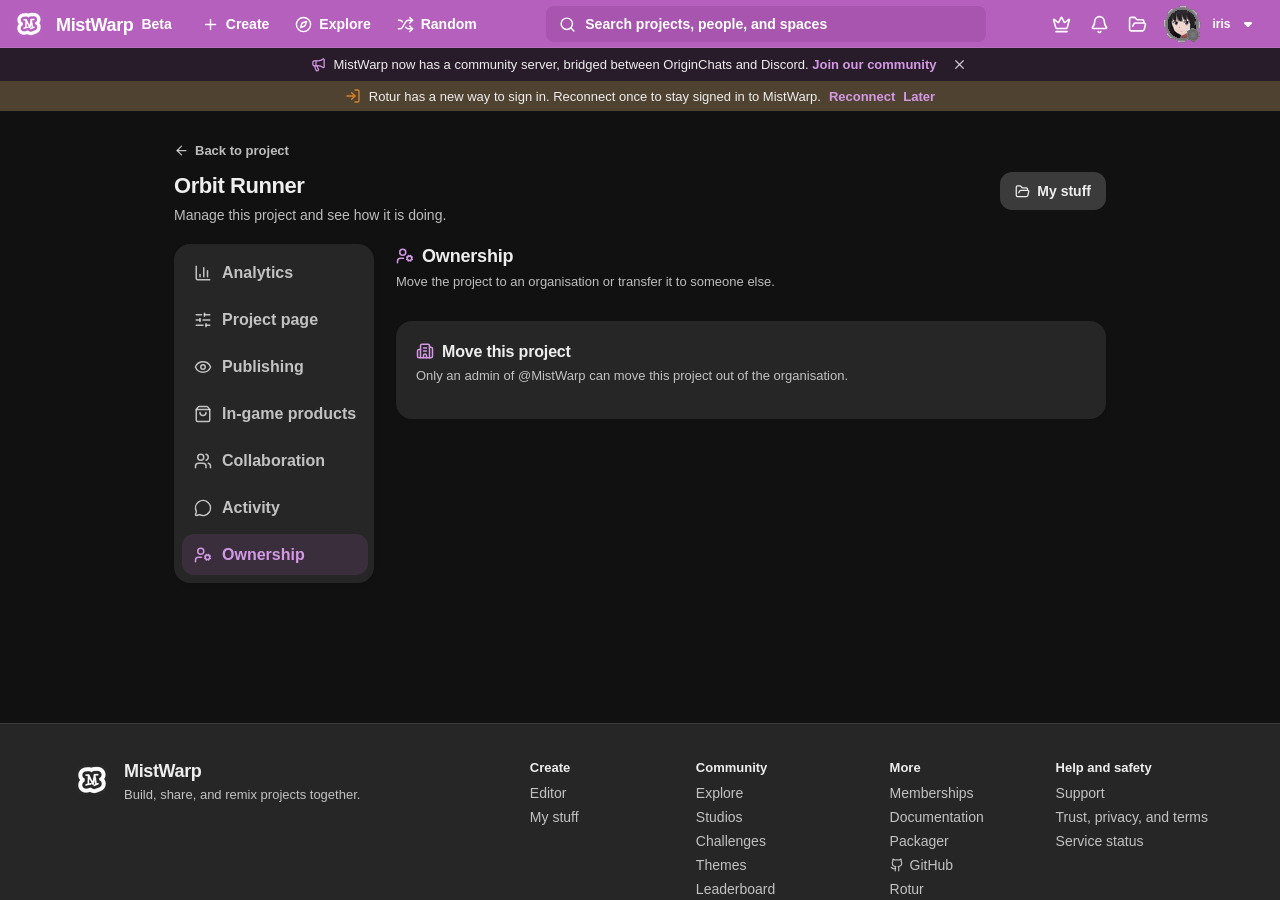 MistWarp Beta
Create
Explore
Random
Search projects, people, and spaces
iris
MistWarp now has a community server, bridged between OriginChats and Discord. Join our community
Rotur has a new way to sign in. Reconnect once to stay signed in to MistWarp. Reconnect Later
Back to project
Orbit Runner
Manage this project and see how it is doing.
My stuff
Analytics
Project page
Publishing
In-game products
Collaboration
Activity
Ownership
Ownership
Move the project to an organisation or transfer it to someone else.
Move this project
Only an admin of @MistWarp can move this project out of the organisation.
MistWarp
Build, share, and remix projects together.
Create
Editor
My stuff
Community
Explore
Studios
Challenges
Themes
Leaderboard
More
Memberships
Documentation
Packager
GitHub
Rotur
Help and safety
Support
Trust, privacy, and terms
Service status